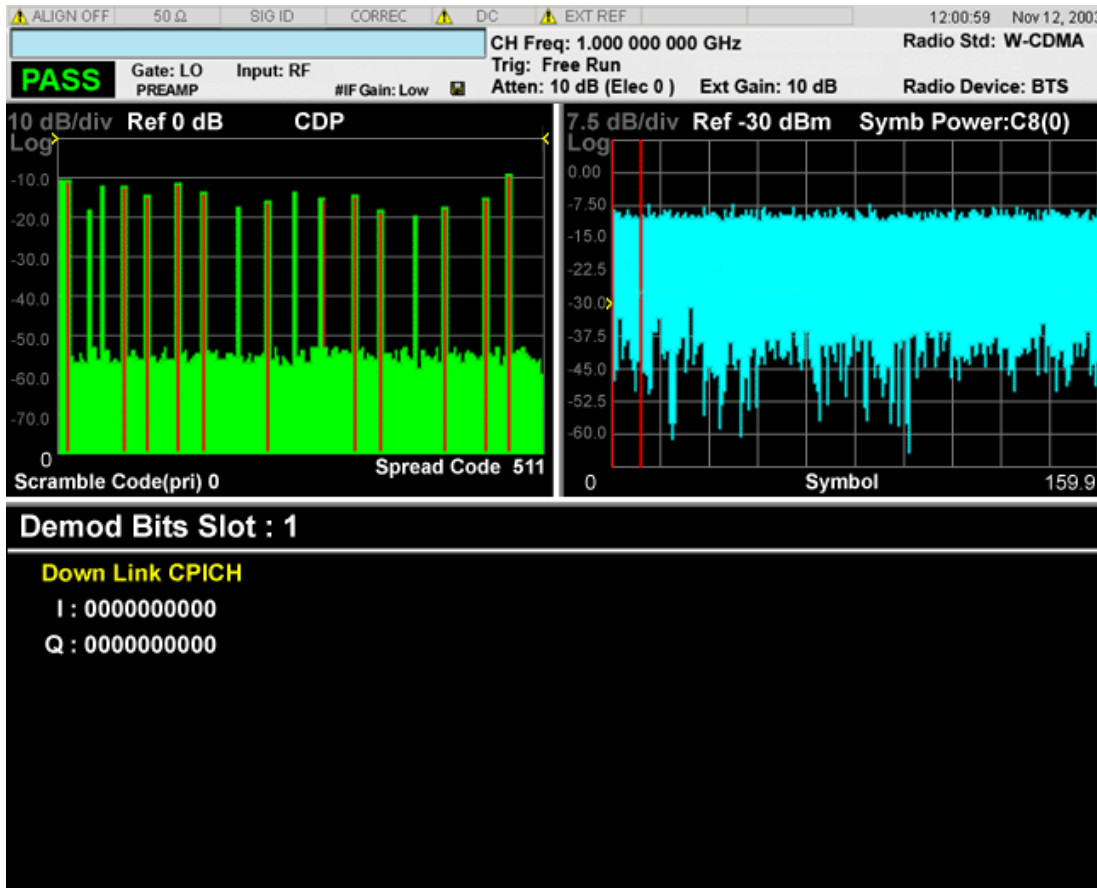 ALIGN OFF 50 Ω SIG ID CORREC DC EXT REF 12:00:59 Nov 12, 2003
CH Freq: 1.000 000 000 GHz Radio Std: W-CDMA
PASS Gate: LO Input: RF Trig: Free Run
PREAMP #IF Gain: Low Atten: 10 dB (Elec 0 ) Ext Gain: 10 dB Radio Device: BTS
10 dB/div Ref 0 dB CDP
Log
-10.0
-20.0
-30.0
-40.0
-50.0
-60.0
-70.0
0 Spread Code 511
Scramble Code(pri) 0
7.5 dB/div Ref -30 dBm Symb Power:C8(0)
Log
0.00
-7.50
-15.0
-22.5
-30.0
-37.5
-45.0
-52.5
-60.0
0 Symbol 159.9
Demod Bits Slot : 1
Down Link CPICH
I : 0000000000
Q : 0000000000